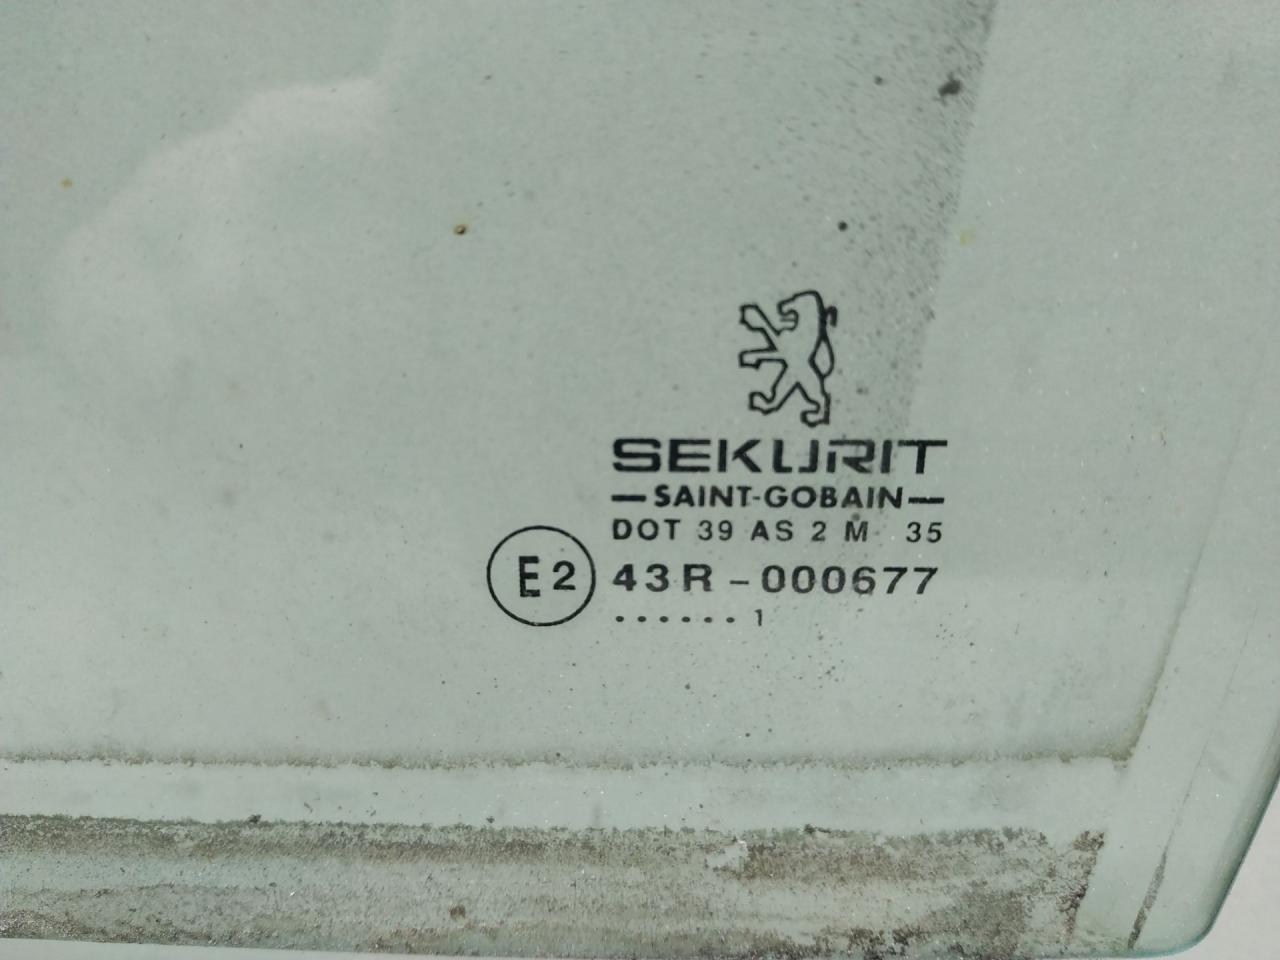 SEKURIT
—SAINT-GOBAIN—
DOT 39 AS 2 M 35
E2 43R-000677
......1